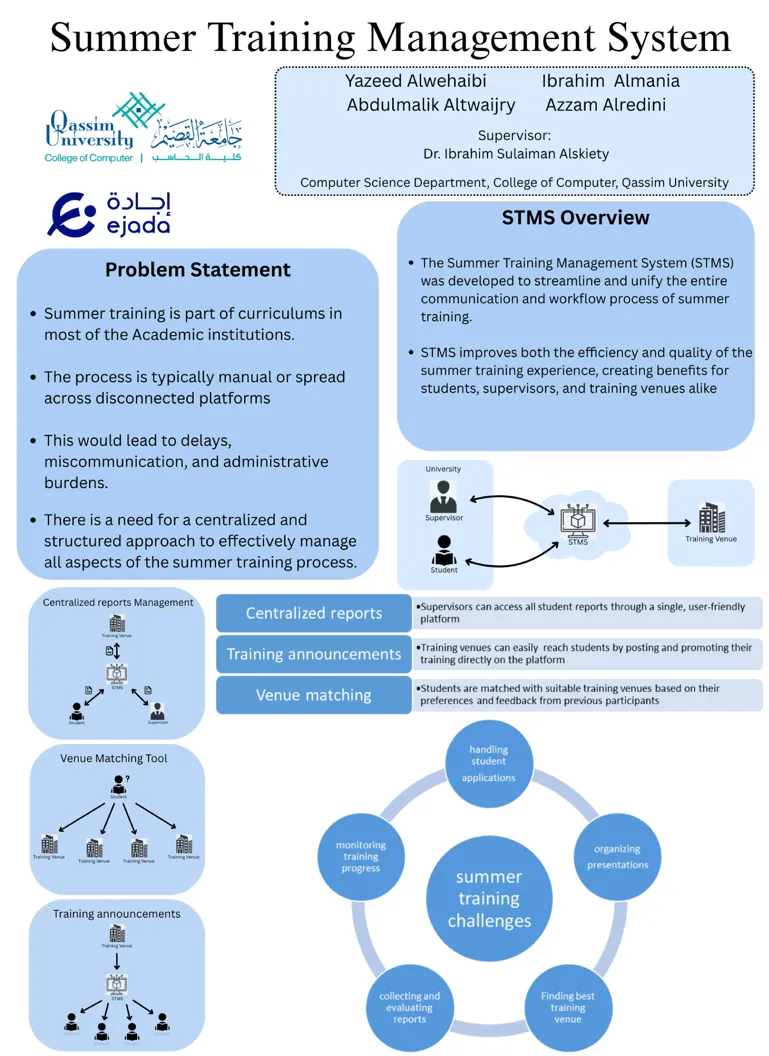 Summer Training Management System
Yazeed Alwehaibi Ibrahim Almania
Abdulmalik Altwaijry Azzam Alredini
Supervisor:
Dr. Ibrahim Sulaiman Alskiety
Computer Science Department, College of Computer, Qassim University
Qassim
University
جامعة القصيم
College of Computer | كلية الحاسب
إجادة
ejada
Problem Statement
• Summer training is part of curriculums in
most of the Academic institutions.
• The process is typically manual or spread
across disconnected platforms
• This would lead to delays,
miscommunication, and administrative
burdens.
• There is a need for a centralized and
structured approach to effectively manage
all aspects of the summer training process.
STMS Overview
• The Summer Training Management System (STMS)
was developed to streamline and unify the entire
communication and workflow process of summer
training.
• STMS improves both the efficiency and quality of the
summer training experience, creating benefits for
students, supervisors, and training venues alike
University
Supervisor
Student
STMS
Training Venue
Centralized reports Management
Training Venue
STMS
Student
Supervisor
Centralized reports
•Supervisors can access all student reports through a single, user-friendly
platform
Training announcements
•Training venues can easily reach students by posting and promoting their
training directly on the platform
Venue matching
•Students are matched with suitable training venues based on their
preferences and feedback from previous participants
Venue Matching Tool
?
Student
Training Venue
Training Venue
Training Venue
Training Venue
Training announcements
Training Venue
STMS
handling
student
applications
organizing
presentations
Finding best
training
venue
collecting and
evaluating
reports
monitoring
training
progress
summer
training
challenges